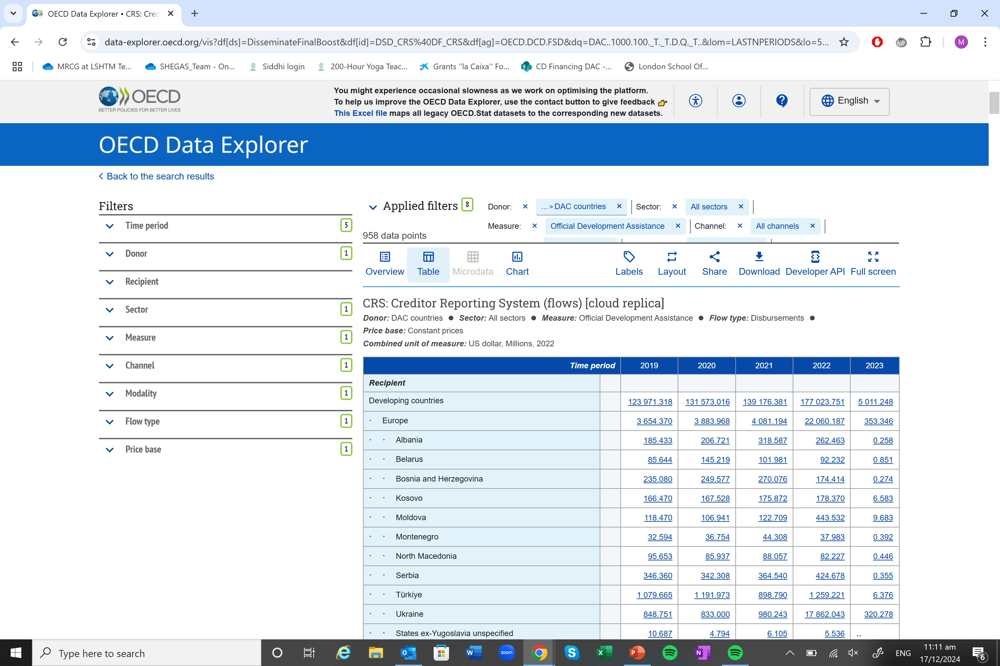 OECD Data Explorer • CRS: Cred
data-explorer.oecd.org/vis?df[ds]=DisseminateFinalBoost&df[id]=DSD_CRS%40DF_CRS&df[ag]=OECD.DCD.FSD&dq=DAC..1000.100._T._T.D.Q._T..&lom=LASTNPERIODS&lo=5...
M
MRCG at LSHTM Te... SHEGAS_Team - On... Siddhi login 200-Hour Yoga Teac... Grants "la Caixa" Fo... CD Financing DAC -... London School Of...
OECD
BETTER POLICIES FOR BETTER LIVES
You might experience occasional slowness as we work on optimising the platform.
To help us improve the OECD Data Explorer, use the contact button to give feedback
This Excel file maps all legacy OECD.Stat datasets to the corresponding new datasets.
English
OECD Data Explorer
Back to the search results
Filters
Time period 5
Donor 1
Recipient
Sector 1
Measure 1
Channel 1
Modality 1
Flow type 1
Price base 1
Applied filters 8
Donor: × ... > DAC countries × Sector: × All sectors ×
Measure: × Official Development Assistance × Channel: × All channels ×
958 data points
Overview Table Microdata Chart Labels Layout Share Download Developer API Full screen
CRS: Creditor Reporting System (flows) [cloud replica]
Donor: DAC countries ● Sector: All sectors ● Measure: Official Development Assistance ● Flow type: Disbursements ●
Price base: Constant prices
Combined unit of measure: US dollar, Millions, 2022
Time period 2019 2020 2021 2022 2023
Recipient
Developing countries 123 971.318 131 573.016 139 176.381 177 023.751 5 011.248
· Europe 3 654.370 3 883.968 4 081.194 22 060.187 353.346
· · Albania 185.433 206.721 318.587 262.463 0.258
· · Belarus 85.644 145.219 101.981 92.232 0.851
· · Bosnia and Herzegovina 235.080 249.577 270.076 174.414 0.274
· · Kosovo 166.470 167.528 175.872 178.370 6.583
· · Moldova 118.470 106.941 122.709 443.532 9.683
· · Montenegro 32.594 36.754 44.308 37.983 0.392
· · North Macedonia 95.653 85.937 88.057 82.227 0.446
· · Serbia 346.360 342.308 364.540 424.678 0.355
· · Türkiye 1 079.665 1 191.973 898.790 1 259.221 6.376
· · Ukraine 848.751 833.000 980.243 17 862.043 320.278
· · States ex-Yugoslavia unspecified 10.687 4.794 6.105 5.536 ..
Type here to search
zoom
ENG
11:11 am
17/12/2024
6